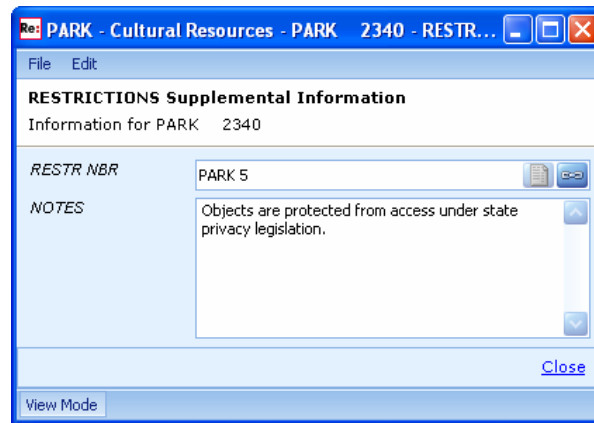 Re: PARK - Cultural Resources - PARK 2340 - RESTR...
File Edit
RESTRICTIONS Supplemental Information
Information for PARK 2340
RESTR NBR
PARK 5
NOTES
Objects are protected from access under state
privacy legislation.
Close
View Mode